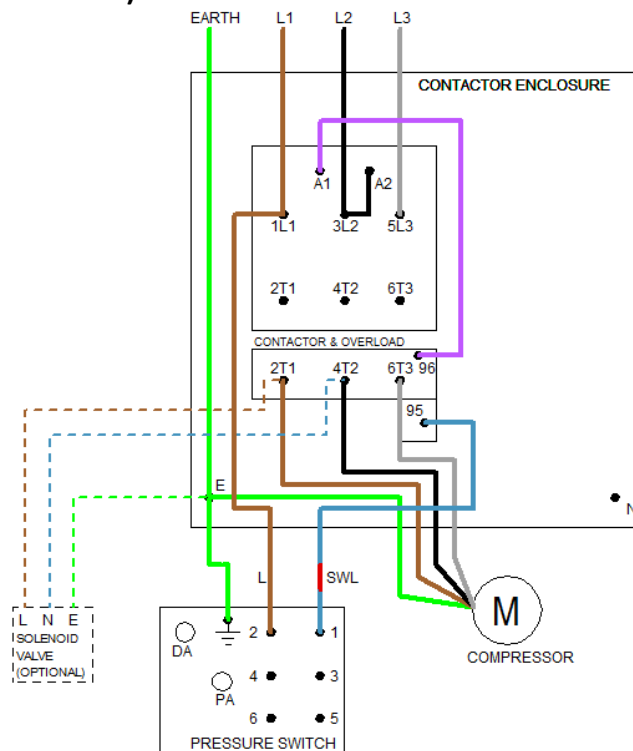 EARTH L1 L2 L3
CONTACTOR ENCLOSURE
A1 A2
1L1 3L2 5L3
2T1 4T2 6T3
CONTACTOR & OVERLOAD
2T1 4T2 6T3 96
95
E
N
L SWL
L N E
SOLENOID
VALVE
(OPTIONAL)
DA
2 1
4 3
PA
6 5
PRESSURE SWITCH
M
COMPRESSOR